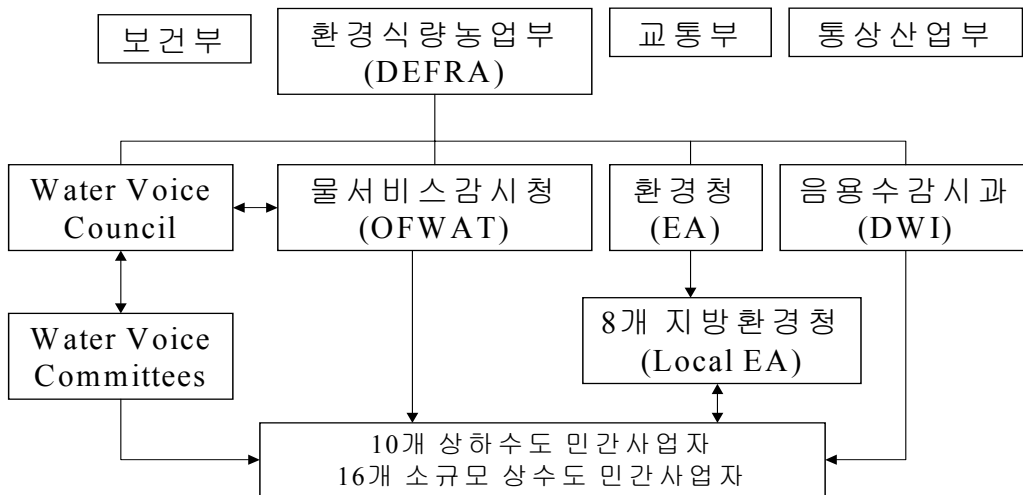 보건부
환경식량농업부
(DEFRA)
교통부
통상산업부
Water Voice
Council
물서비스감시청
(OFWAT)
환경청
(EA)
음용수감시과
(DWI)
Water Voice
Committees
8개 지방환경청
(Local EA)
10개 상하수도 민간사업자
16개 소규모 상수도 민간사업자